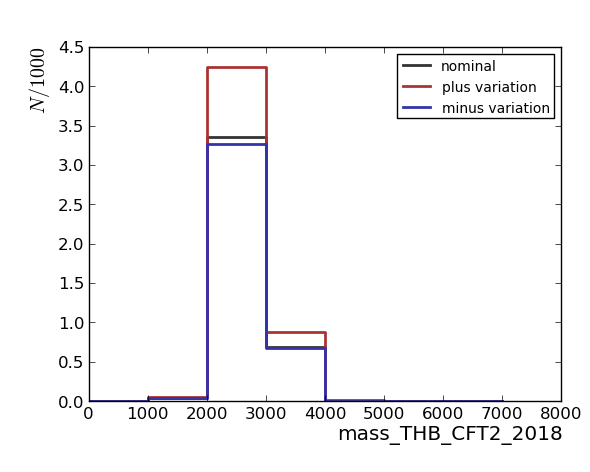 N/1000
4.5
4.0
3.5
3.0
2.5
2.0
1.5
1.0
0.5
0.0
nominal
plus variation
minus variation
0 1000 2000 3000 4000 5000 6000 7000 8000
mass_THB_CFT2_2018